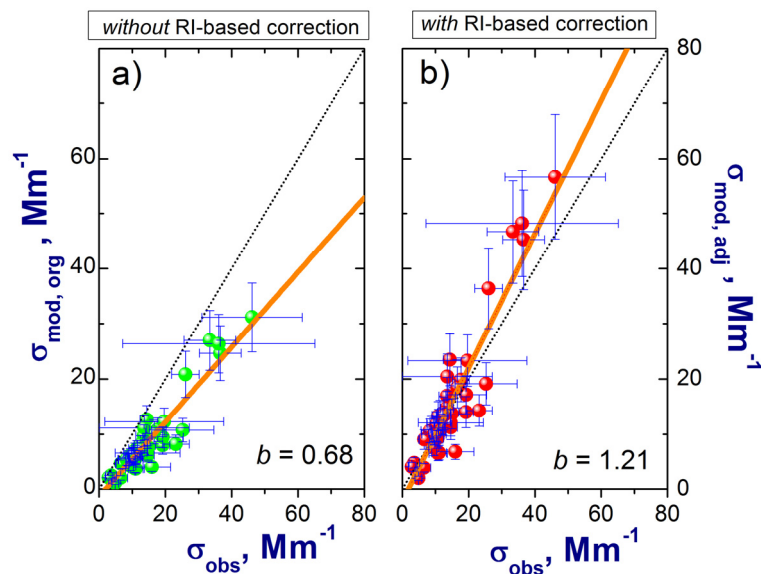 without RI-based correction
with RI-based correction
a)
b)
80
60
60
40
40
20
20
0
0
σmod, org , Mm⁻¹
σmod, adj , Mm⁻¹
b = 0.68
b = 1.21
0 20 40 60 80
0 20 40 60 80
σobs, Mm⁻¹
σobs, Mm⁻¹